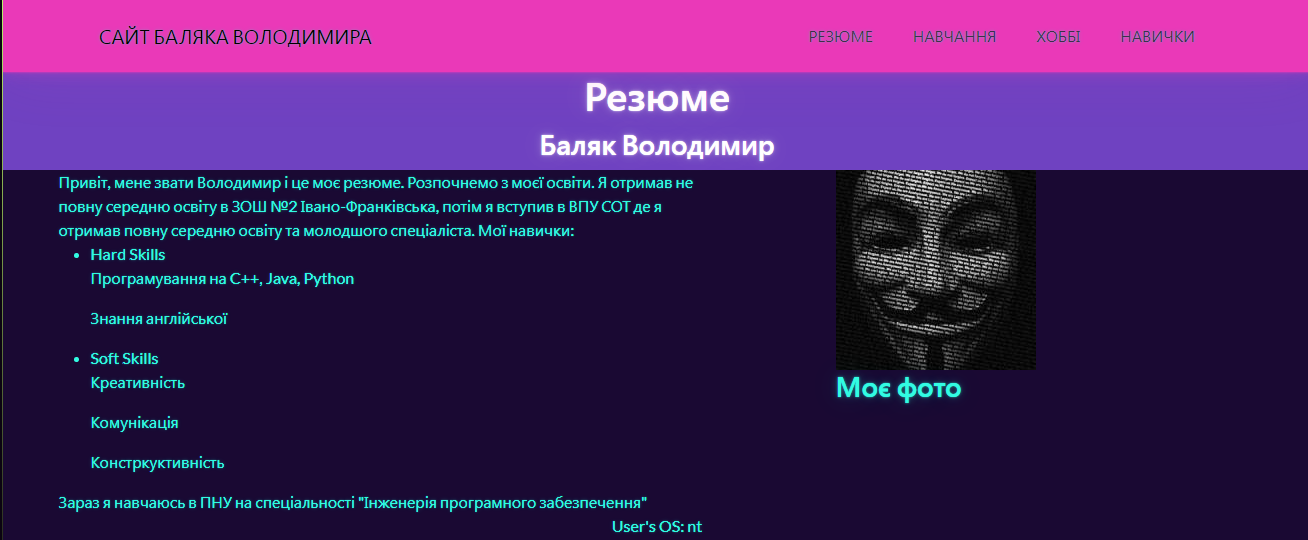 САЙТ БАЛЯКА ВОЛОДИМИРА
РЕЗЮМЕ НАВЧАННЯ ХОББІ НАВИЧКИ
Резюме
Баляк Володимир
Привіт, мене звати Володимир і це моє резюме. Розпочнемо з моєї освіти. Я отримав не
повну середню освіту в ЗОШ №2 Івано-Франківська, потім я вступив в ВПУ СОТ де я
отримав повну середню освіту та молодшого спеціаліста. Мої навички:
• Hard Skills
Програмування на C++, Java, Python
Знання англійської
• Soft Skills
Креативність
Комунікація
Констркуктивність
Зараз я навчаюсь в ПНУ на спеціальності "Інженерія програмного забезпечення"
Моє фото
User's OS: nt